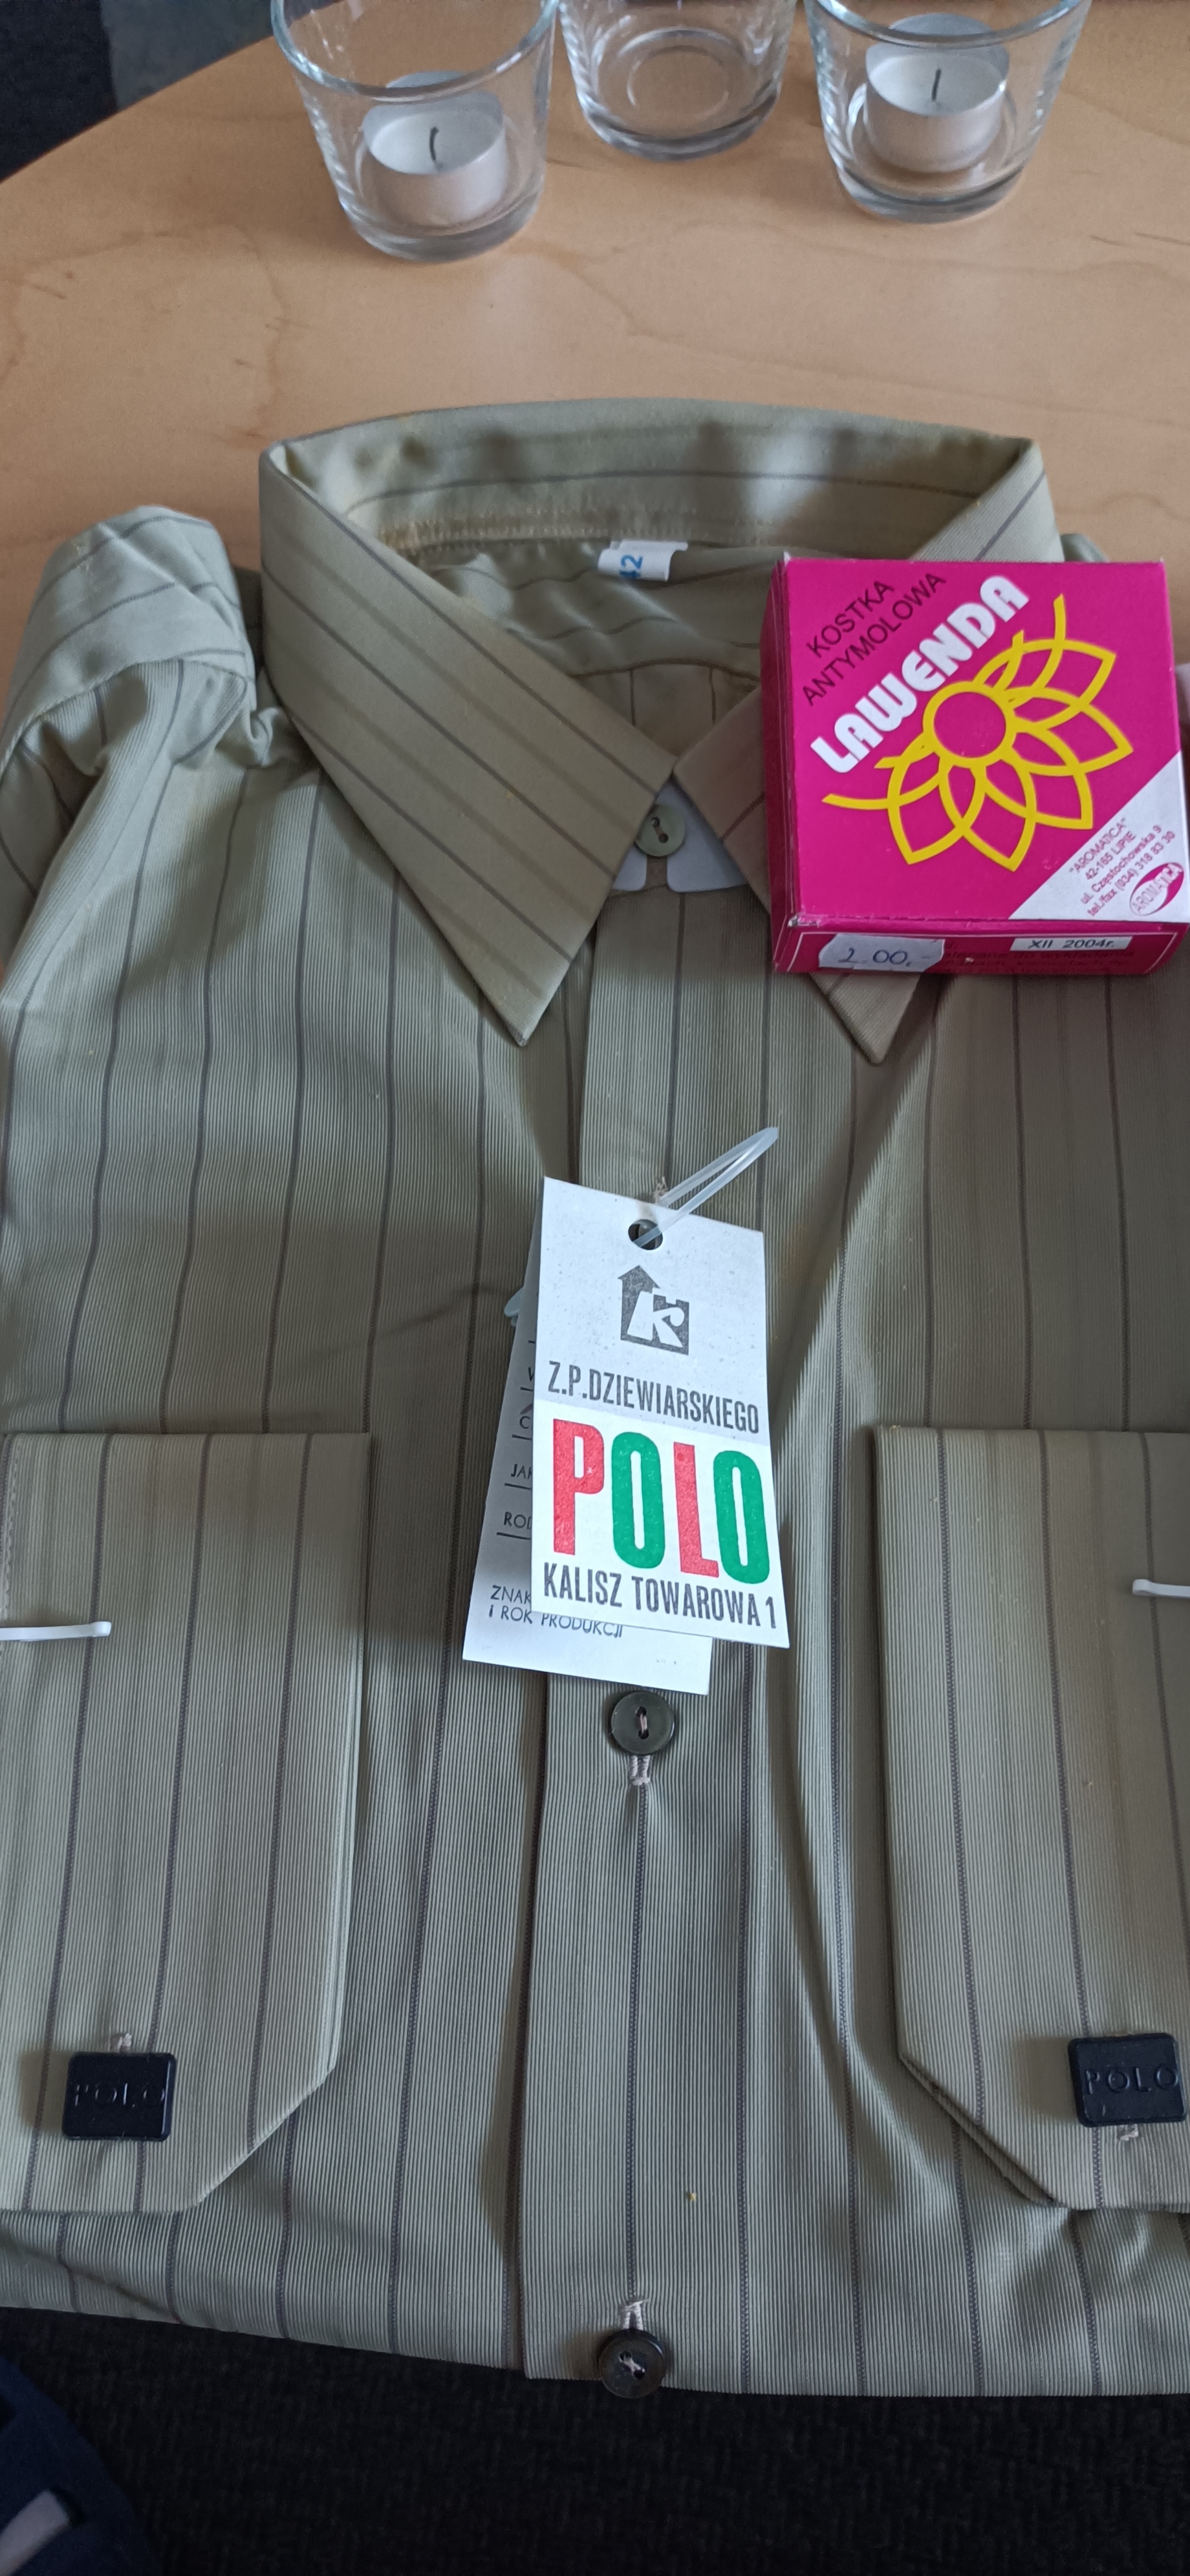 42
KOSTKA
ANTYMOLOWA
LAWENDA
"AROMATICA"
42-165 LIPIE
ul. Częstochowska 9
tel./fax (034) 318 83 30
AROMATICA
2.00,-
XII 2004r.
k
Z.P.DZIEWIARSKIEGO
POLO
KALISZ TOWAROWA 1
ZNAK
i ROK PRODUKCJI
POLO
POLO